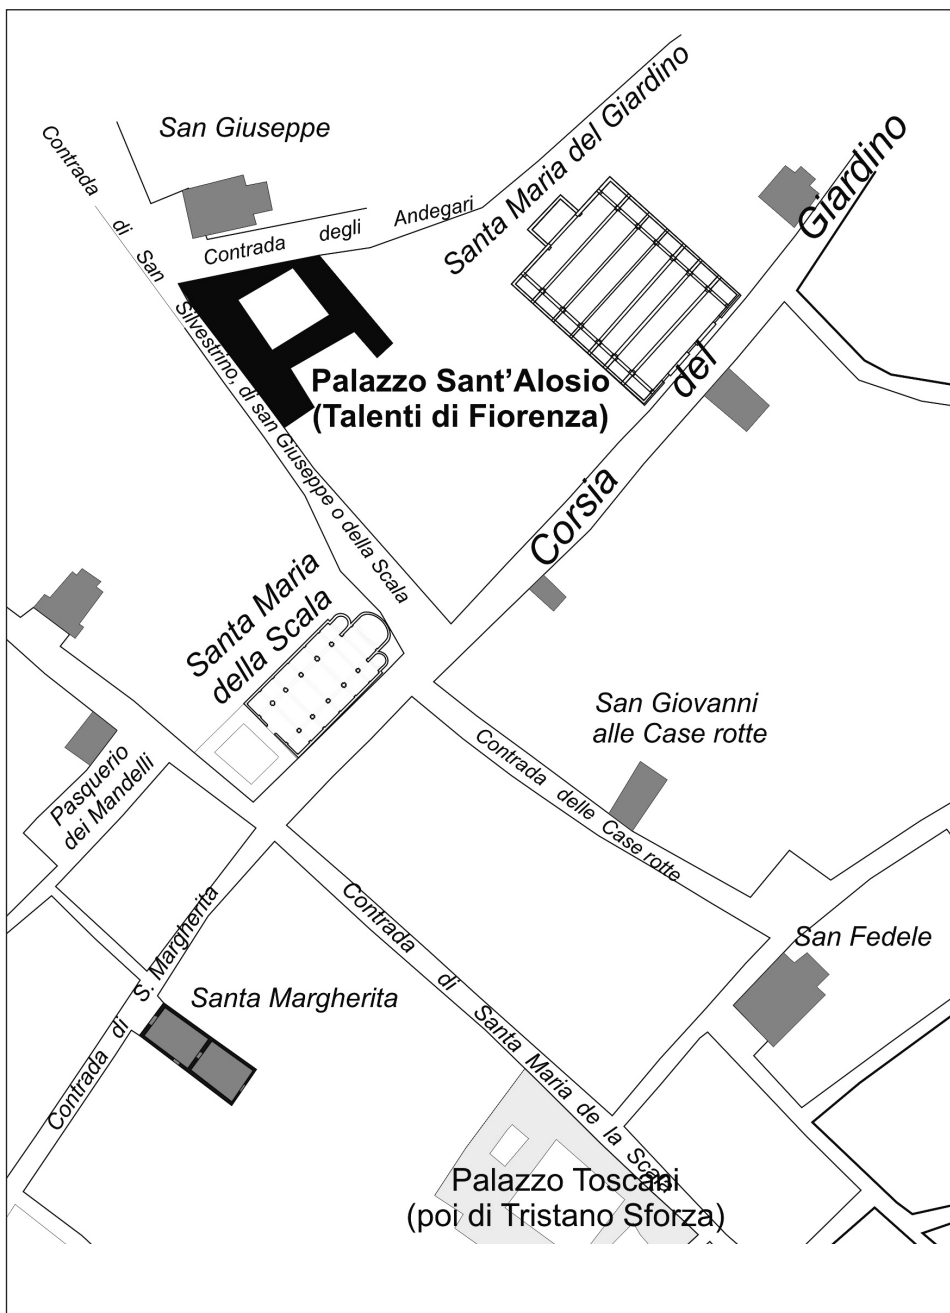 San Giuseppe
Contrada di San Silvestrino, di san Giuseppe o della Scala
Contrada degli Andegari
Santa Maria del Giardino
Corsia del Giardino
Palazzo Sant'Alosio
(Talenti di Fiorenza)
Santa Maria
della Scala
San Giovanni
alle Case rotte
Contrada delle Case rotte
Pasquerio
dei Mandelli
Contrada di S. Margherita
Santa Margherita
Contrada di Santa Maria de la Scala
San Fedele
Palazzo Toscani
(poi di Tristano Sforza)